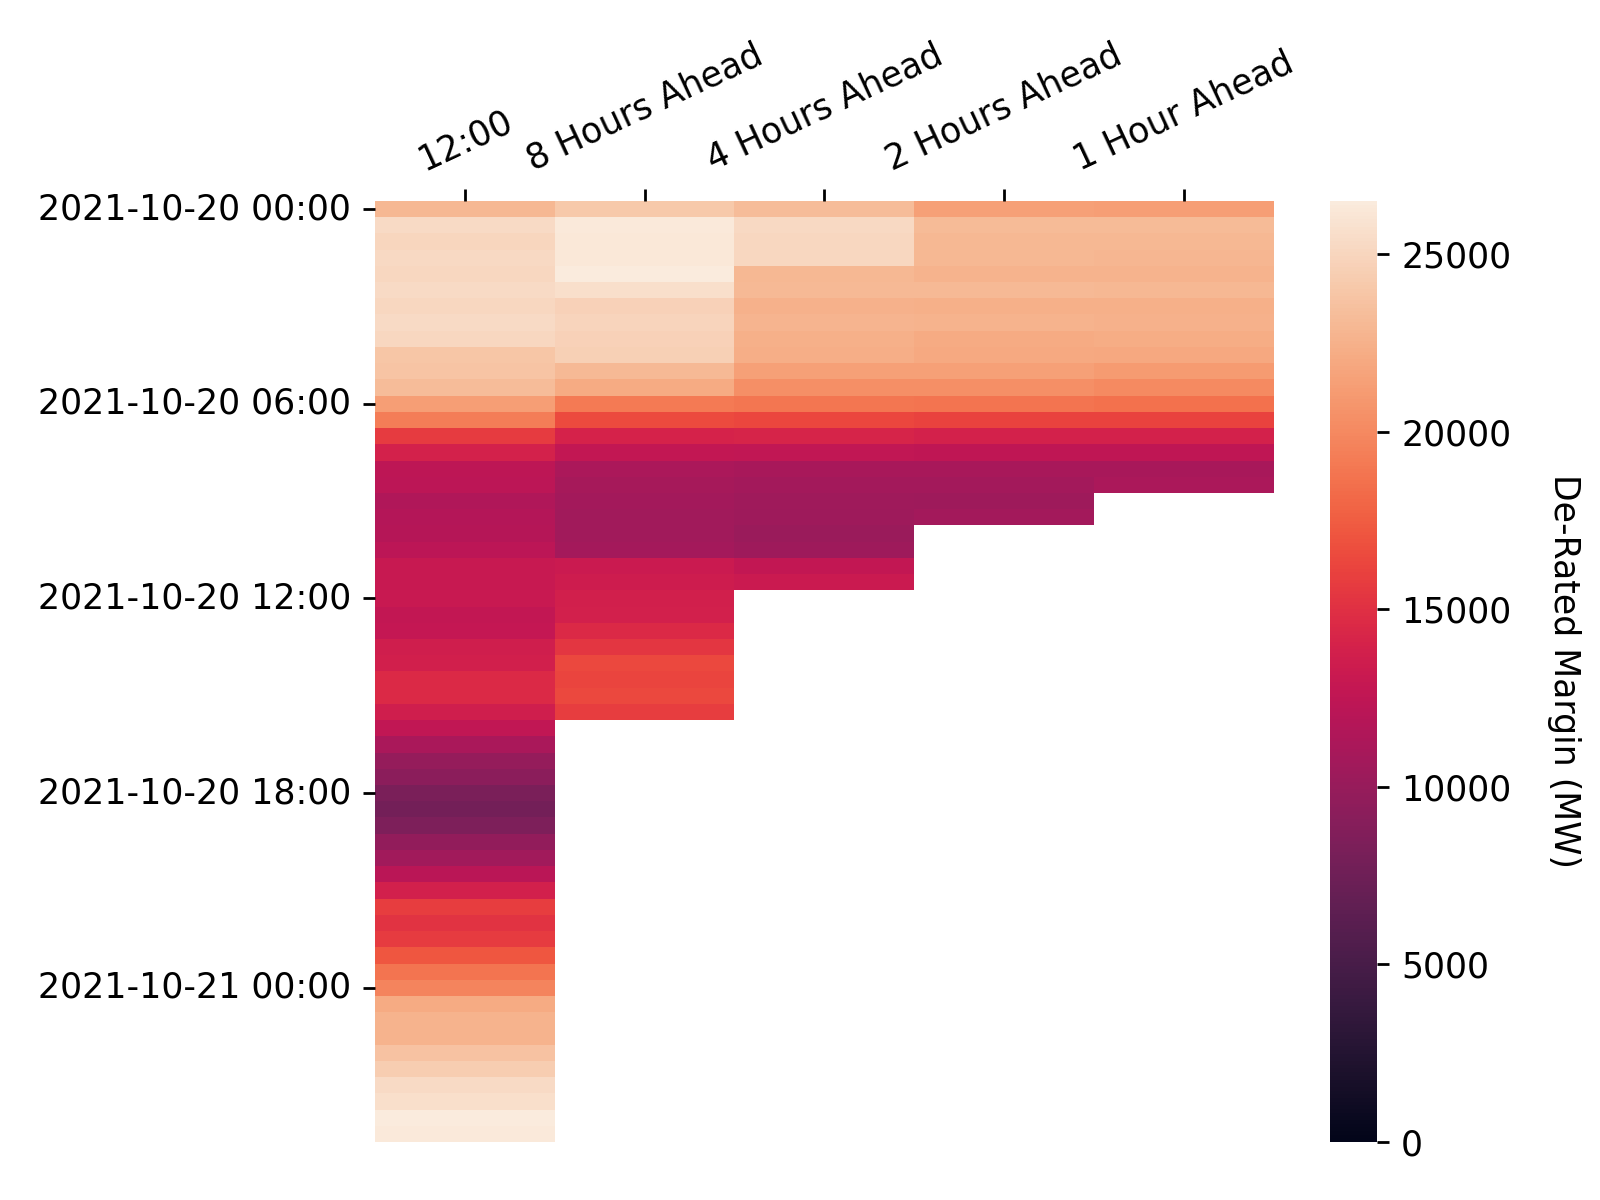 12:00
8 Hours Ahead
4 Hours Ahead
2 Hours Ahead
1 Hour Ahead
2021-10-20 00:00
2021-10-20 06:00
2021-10-20 12:00
2021-10-20 18:00
2021-10-21 00:00
25000
20000
15000
10000
5000
0
De-Rated Margin (MW)